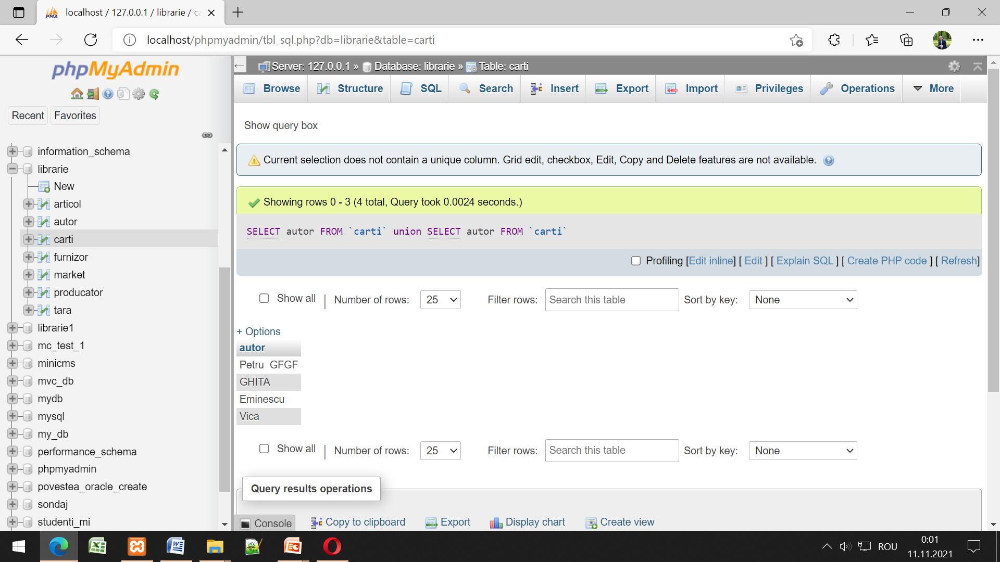 localhost / 127.0.0.1 / librarie / ca
localhost/phpmyadmin/tbl_sql.php?db=librarie&table=carti
phpMyAdmin
Recent Favorites
information_schema
librarie
New
articol
autor
carti
furnizor
market
producator
tara
librarie1
mc_test_1
minicms
mvc_db
mydb
mysql
my_db
performance_schema
phpmyadmin
povestea_oracle_create
sondaj
studenti_mi
Server: 127.0.0.1 » Database: librarie » Table: carti
Browse Structure SQL Search Insert Export Import Privileges Operations More
Show query box
Current selection does not contain a unique column. Grid edit, checkbox, Edit, Copy and Delete features are not available.
Showing rows 0 - 3 (4 total, Query took 0.0024 seconds.)
SELECT autor FROM `carti` union SELECT autor FROM `carti`
Profiling [Edit inline] [ Edit ] [ Explain SQL ] [ Create PHP code ] [ Refresh]
Show all | Number of rows: 25 Filter rows: Search this table Sort by key: None
+ Options
autor
Petru GFGF
GHITA
Eminescu
Vica
Show all | Number of rows: 25 Filter rows: Search this table Sort by key: None
Query results operations
Console Copy to clipboard Export Display chart Create view
ROU
0:01
11.11.2021